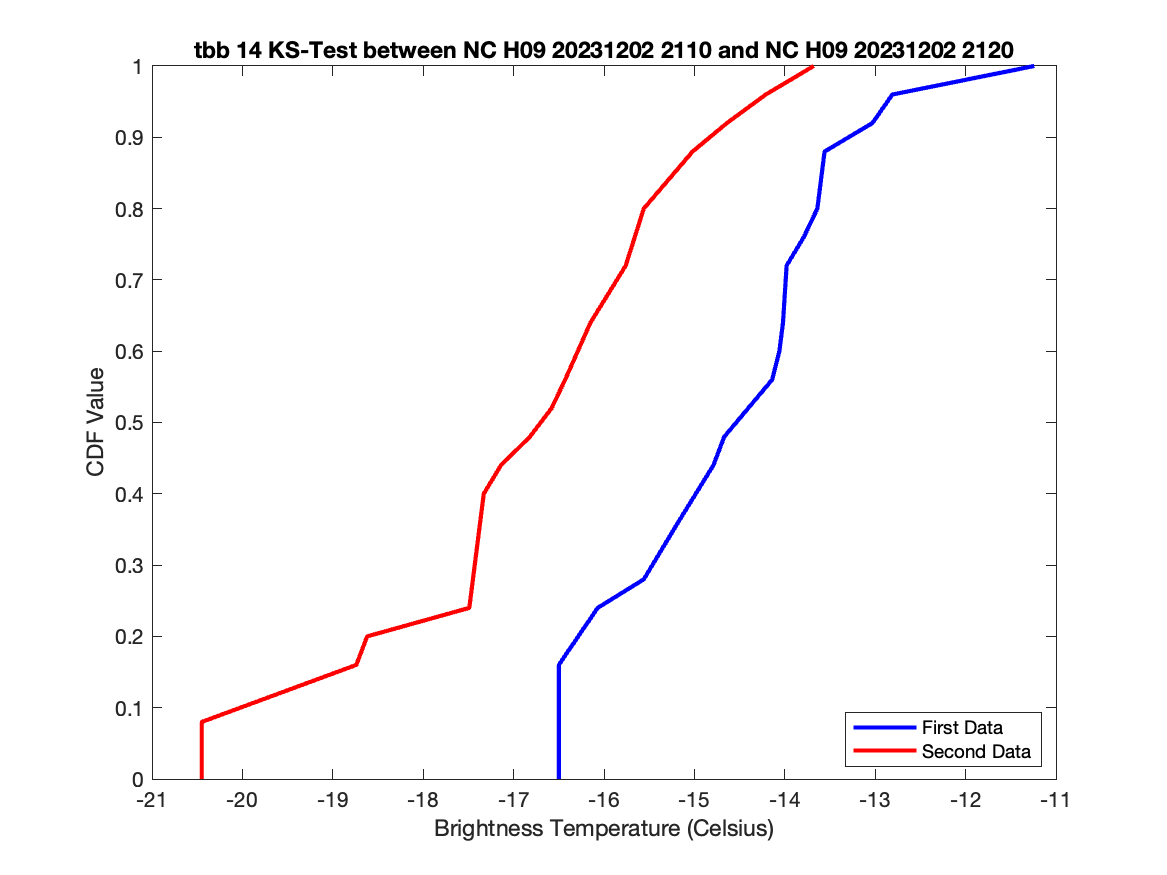 tbb 14 KS-Test between NC H09 20231202 2110 and NC H09 20231202 2120
1
0.9
0.8
0.7
0.6
0.5
0.4
0.3
0.2
0.1
0
CDF Value
First Data
Second Data
-21 -20 -19 -18 -17 -16 -15 -14 -13 -12 -11
Brightness Temperature (Celsius)